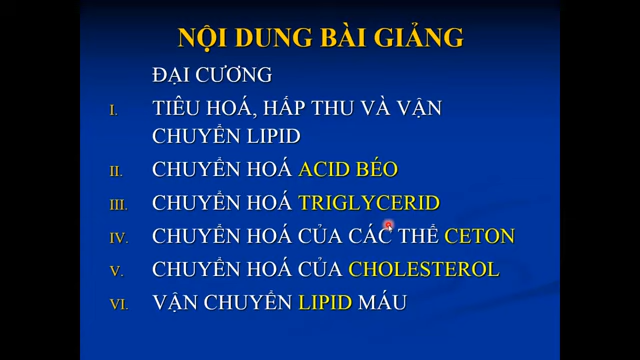 NỘI DUNG BÀI GIẢNG
ĐẠI CƯƠNG
I. TIÊU HOÁ, HẤP THU VÀ VẬN
CHUYỂN LIPID
II. CHUYỂN HOÁ ACID BÉO
III. CHUYỂN HOÁ TRIGLYCERID
IV. CHUYỂN HOÁ CỦA CÁC THỂ CETON
V. CHUYỂN HOÁ CỦA CHOLESTEROL
VI. VẬN CHUYỂN LIPID MÁU